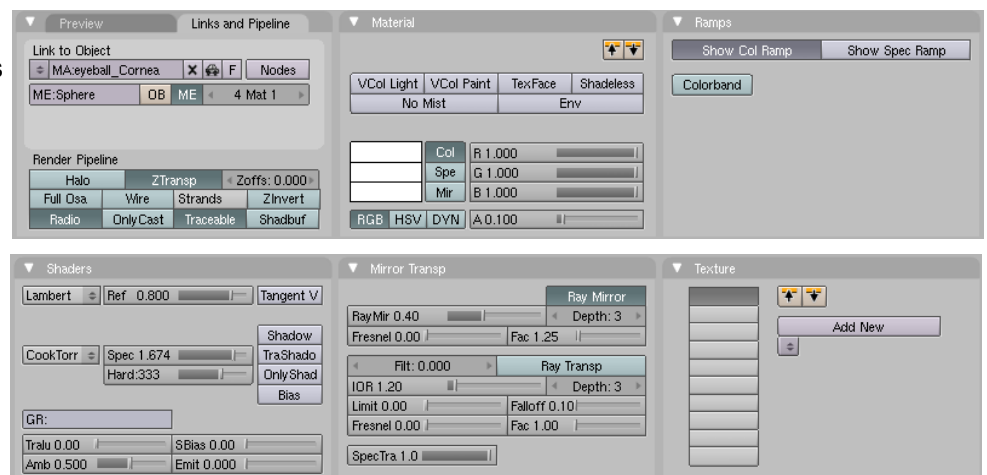 Preview Links and Pipeline
Link to Object
MA:eyeball_Cornea X F Nodes
ME:Sphere OB ME 4 Mat 1
Render Pipeline
Halo ZTransp Zoffs: 0.000
Full Osa Wire Strands ZInvert
Radio OnlyCast Traceable Shadbuf
Material
VCol Light VCol Paint TexFace Shadeless
No Mist Env
Col R 1.000
Spe G 1.000
Mir B 1.000
RGB HSV DYN A 0.100
Ramps
Show Col Ramp Show Spec Ramp
Colorband
s
Shaders
Lambert Ref 0.800 Tangent V
Shadow
CookTorr Spec 1.674 TraShado
Hard:333 OnlyShad
Bias
GR:
Tralu 0.00 SBias 0.00
Amb 0.500 Emit 0.000
Mirror Transp
Ray Mirror
RayMir 0.40 Depth: 3
Fresnel 0.00 Fac 1.25
Filt: 0.000 Ray Transp
IOR 1.20 Depth: 3
Limit 0.00 Falloff 0.10
Fresnel 0.00 Fac 1.00
SpecTra 1.0
Texture
Add New